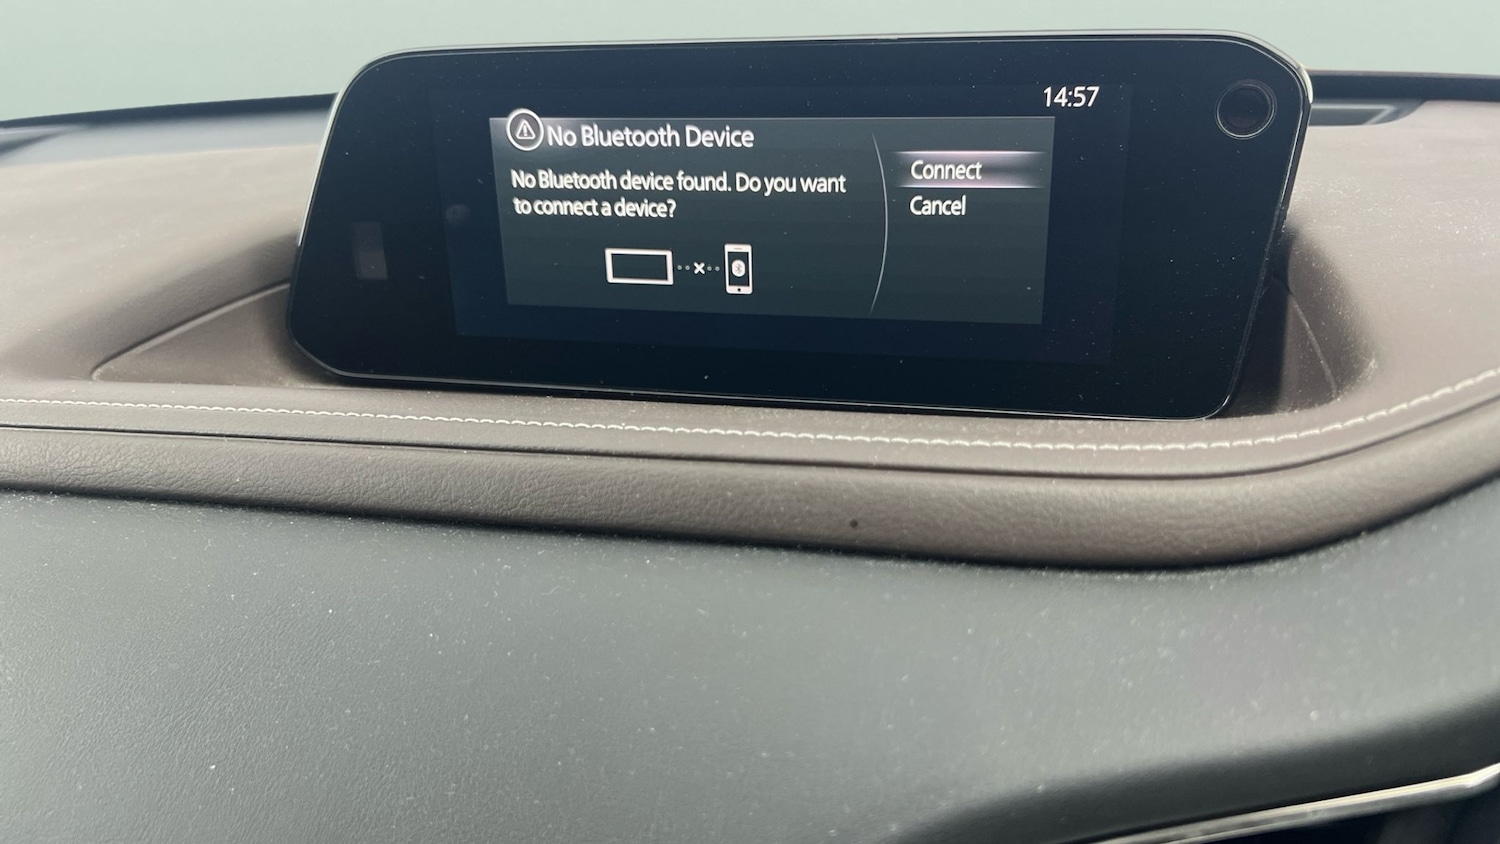 14:57
No Bluetooth Device
No Bluetooth device found. Do you want
to connect a device?
Connect
Cancel